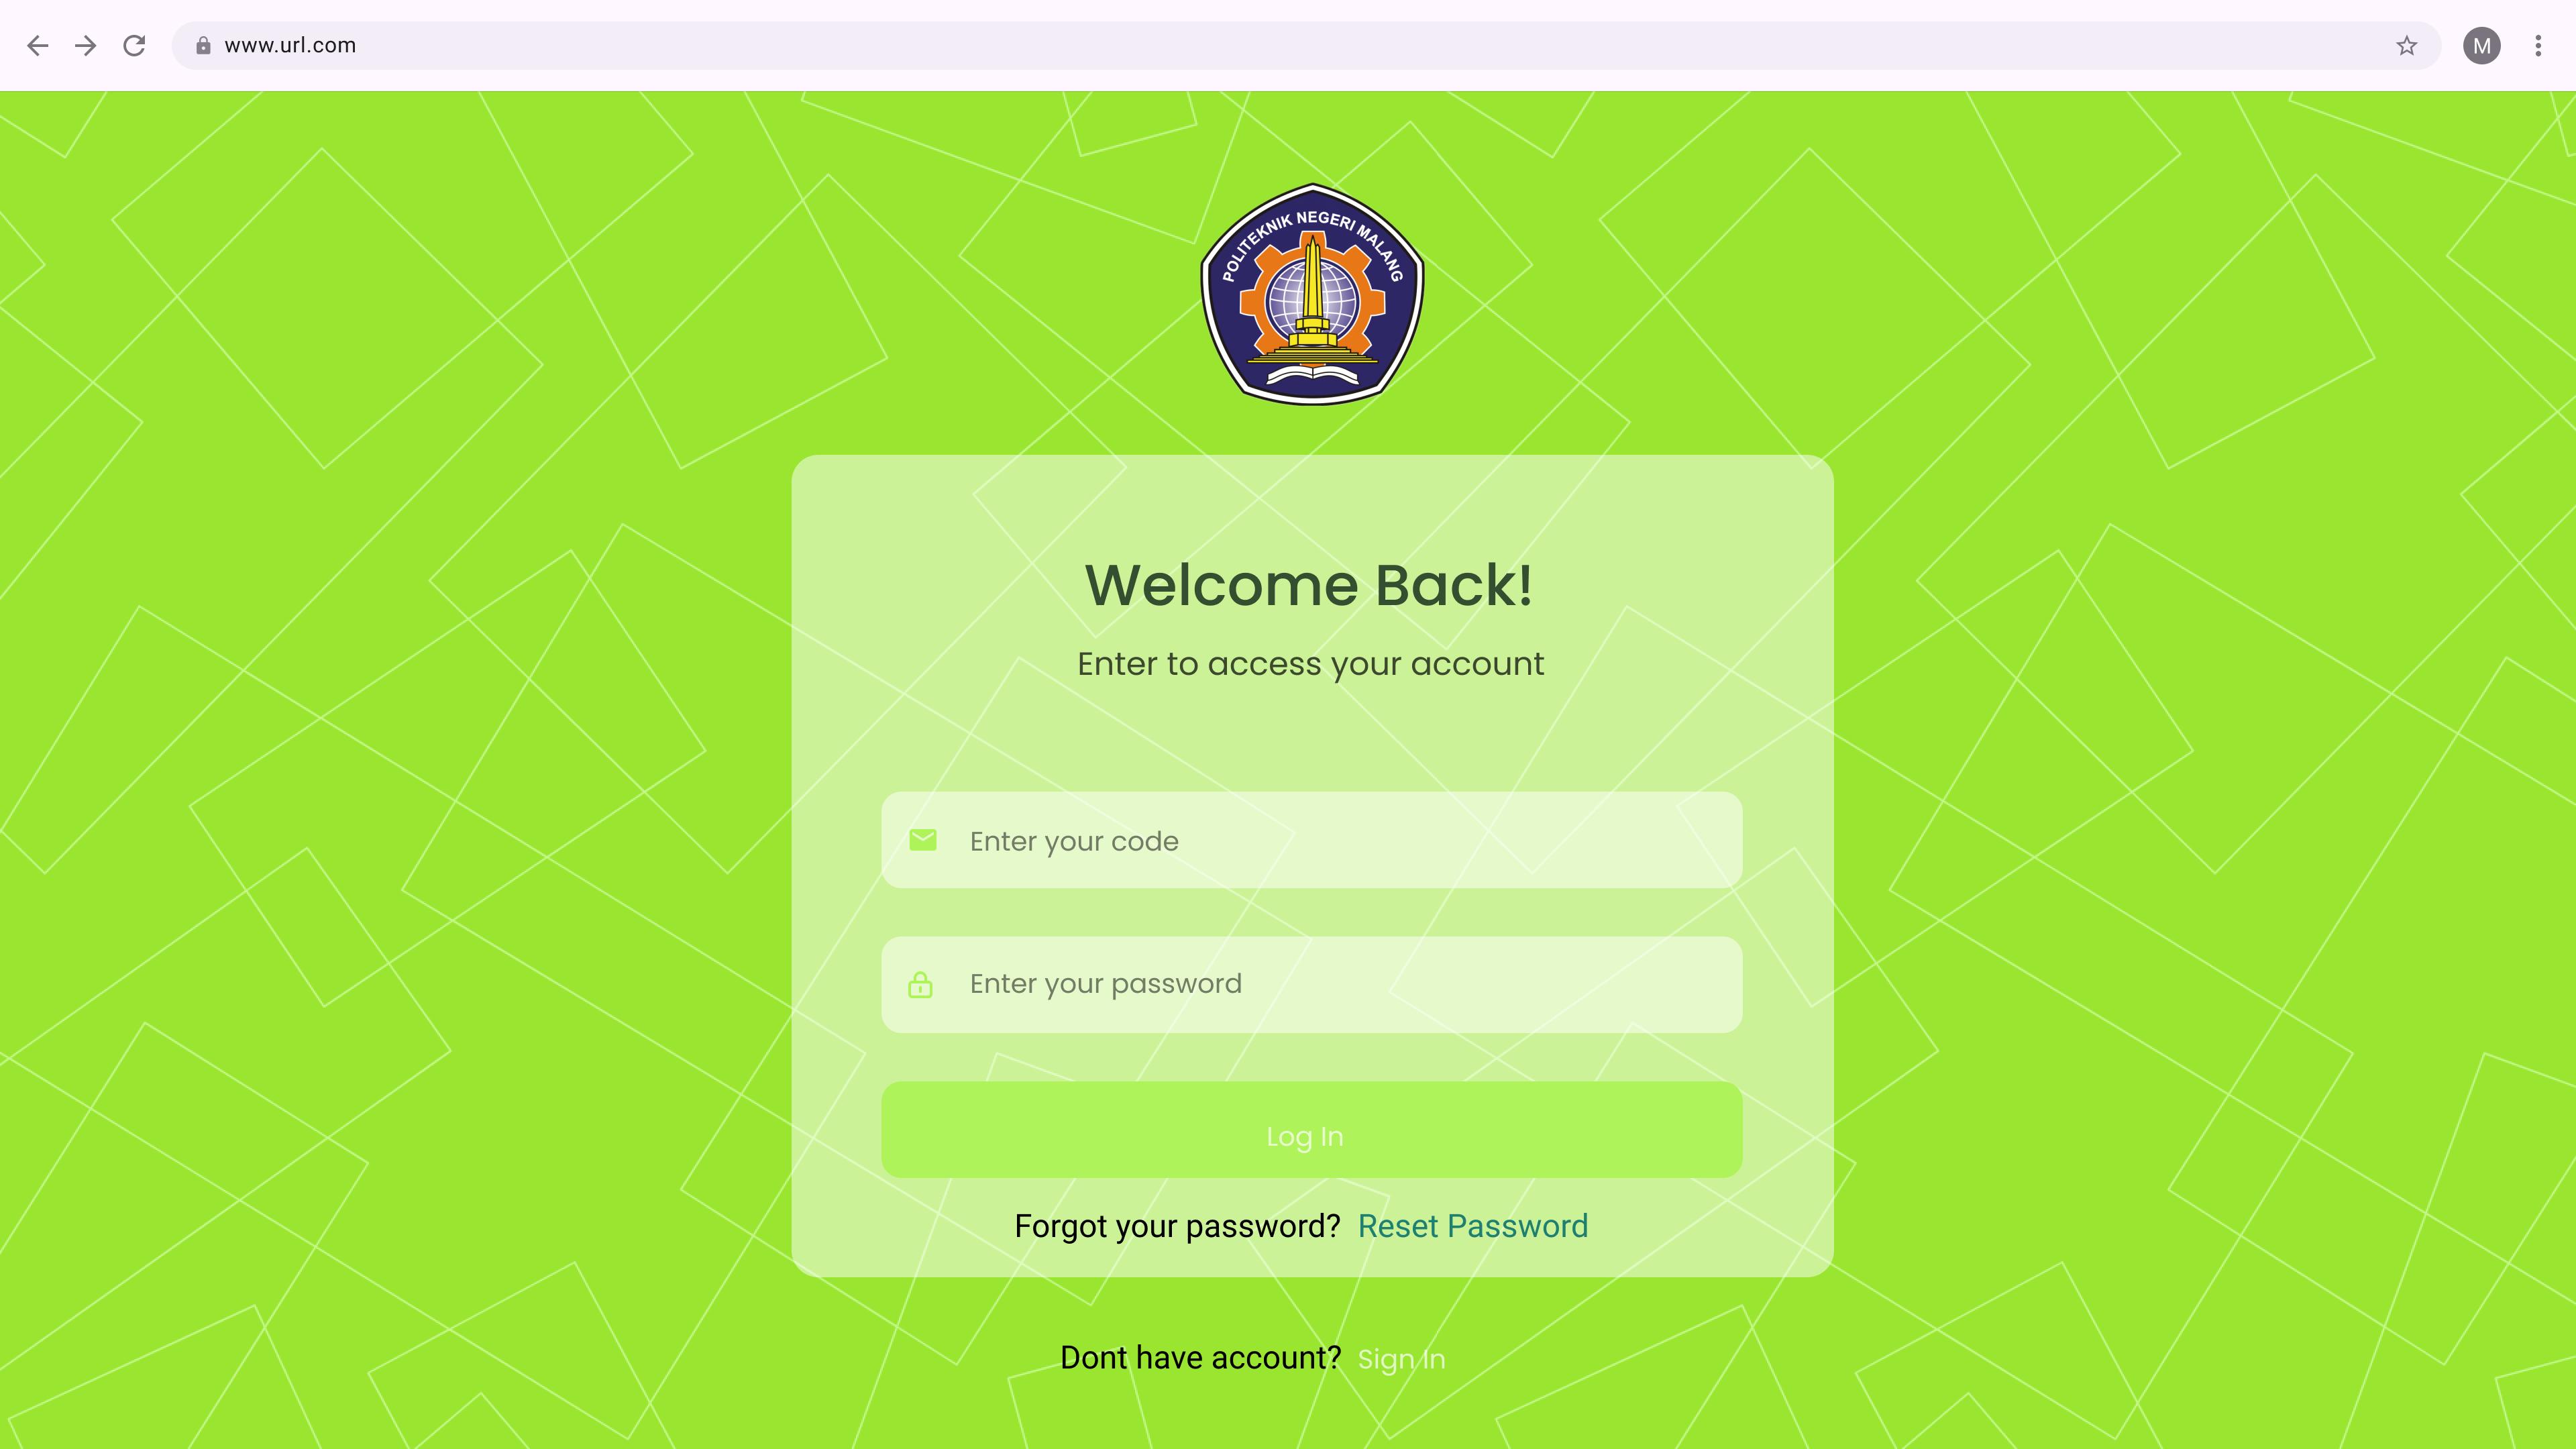 www.url.com
M
POLITEKNIK NEGERI MALANG
Welcome Back!
Enter to access your account
Enter your code
Enter your password
Log In
Forgot your password? Reset Password
Dont have account? Sign In